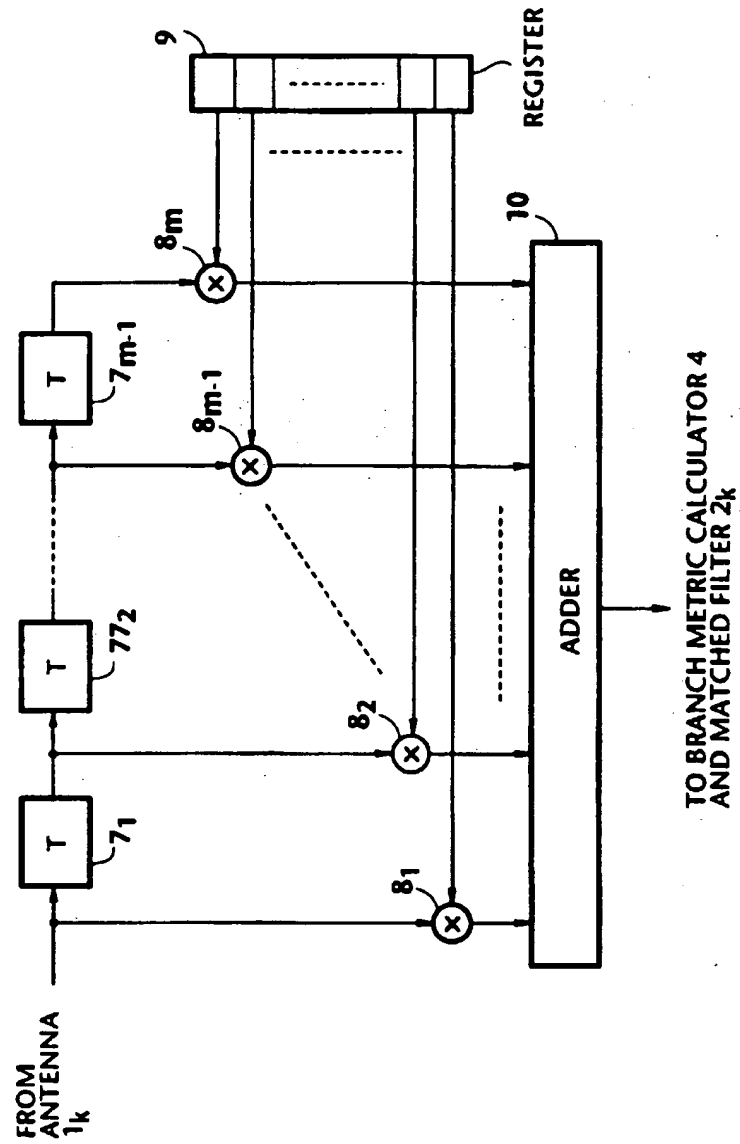 FROM
ANTENNA
1k
T
71
T
772
T
7m-1
81
82
8m-1
8m
×
×
×
×
9
REGISTER
10
ADDER
TO BRANCH METRIC CALCULATOR 4
AND MATCHED FILTER 2k